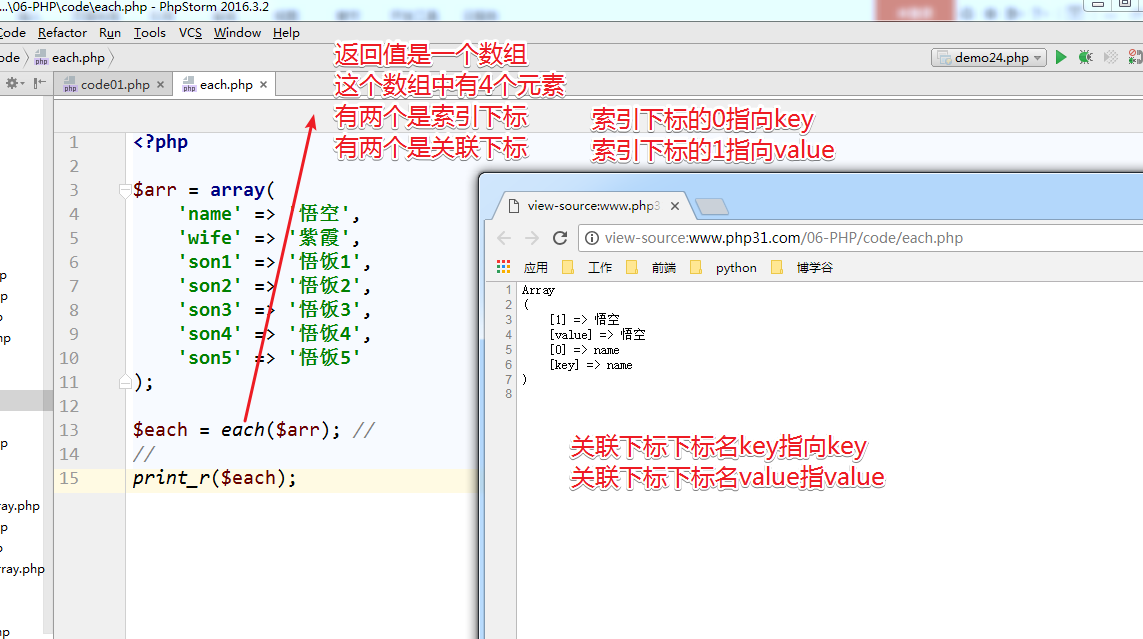 ...\06-PHP\code\each.php - PhpStorm 2016.3.2
Code Refactor Run Tools VCS Window Help
ode each.php
demo24.php
code01.php each.php
返回值是一个数组
这个数组中有4个元素
有两个是索引下标
有两个是关联下标
索引下标的0指向key
索引下标的1指向value
1 <?php
2
3 $arr = array(
4 'name' => '悟空',
5 'wife' => '紫霞',
6 'son1' => '悟饭1',
7 'son2' => '悟饭2',
8 'son3' => '悟饭3',
9 'son4' => '悟饭4',
10 'son5' => '悟饭5'
11 );
12
13 $each = each($arr); //
14 //
15 print_r($each);
ray.php
rray.php
view-source:www.php3
view-source:www.php31.com/06-PHP/code/each.php
应用 工作 前端 python 博学谷
1 Array
2 (
3 [1] => 悟空
4 [value] => 悟空
5 [0] => name
6 [key] => name
7 )
8
关联下标下标名key指向key
关联下标下标名value指value